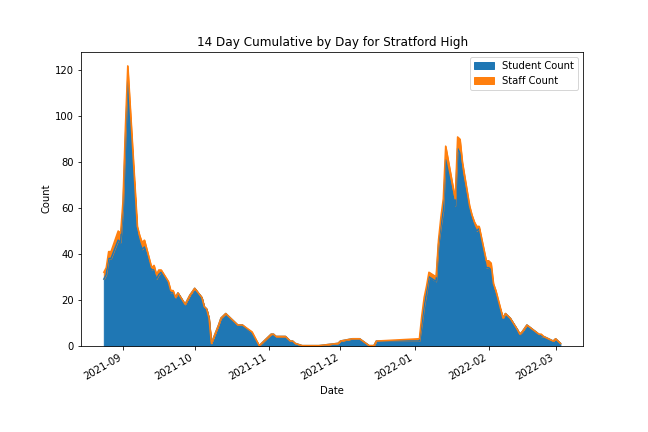 14 Day Cumulative by Day for Stratford High
Student Count
Staff Count
120
100
80
60
40
20
0
Count
2021-09
2021-10
2021-11
2021-12
2022-01
2022-02
2022-03
Date